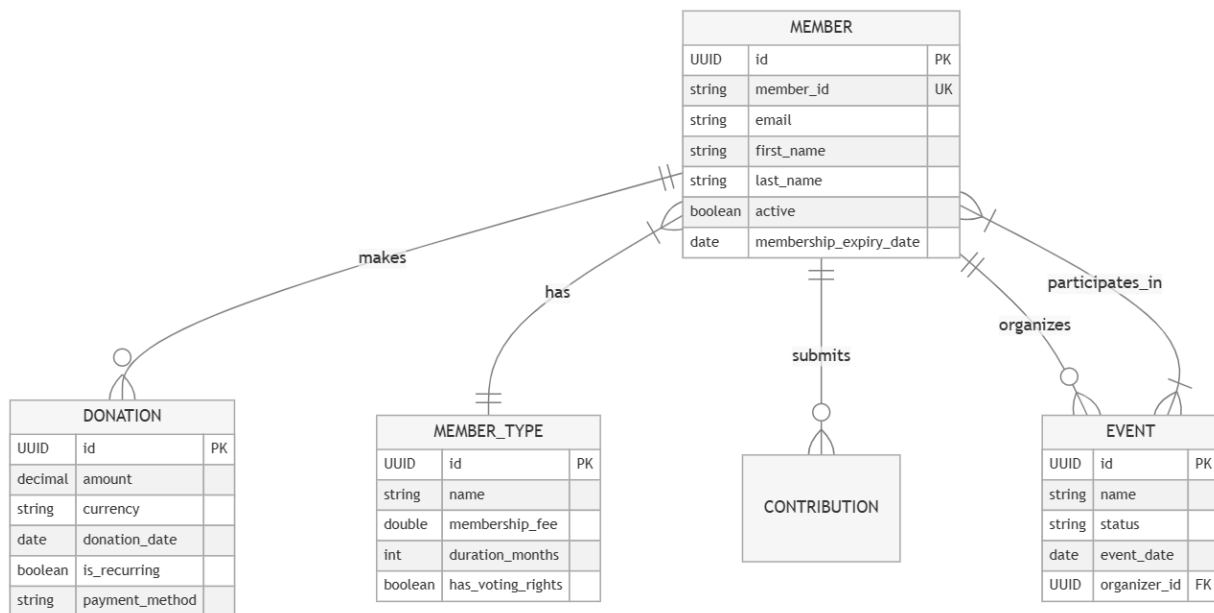 MEMBER
UUID id PK
string member_id UK
string email
string first_name
string last_name
boolean active
date membership_expiry_date
makes
has
participates_in
organizes
submits
DONATION
UUID id PK
decimal amount
string currency
date donation_date
boolean is_recurring
string payment_method
MEMBER_TYPE
UUID id PK
string name
double membership_fee
int duration_months
boolean has_voting_rights
CONTRIBUTION
EVENT
UUID id PK
string name
string status
date event_date
UUID organizer_id FK